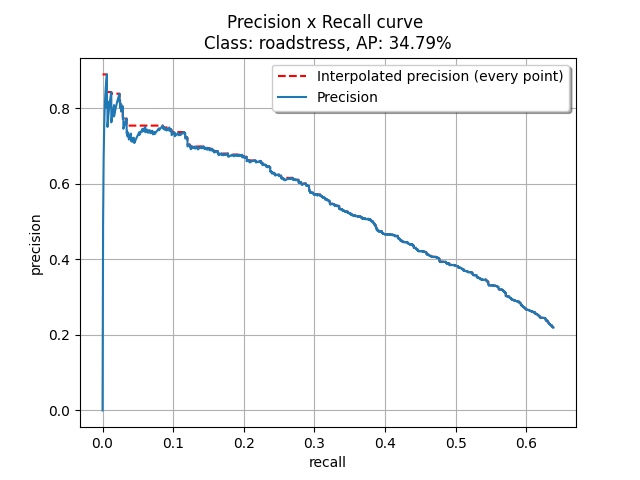 Precision x Recall curve
Class: roadstress, AP: 34.79%
Interpolated precision (every point)
Precision
0.8
0.6
0.4
0.2
0.0
precision
0.0 0.1 0.2 0.3 0.4 0.5 0.6
recall